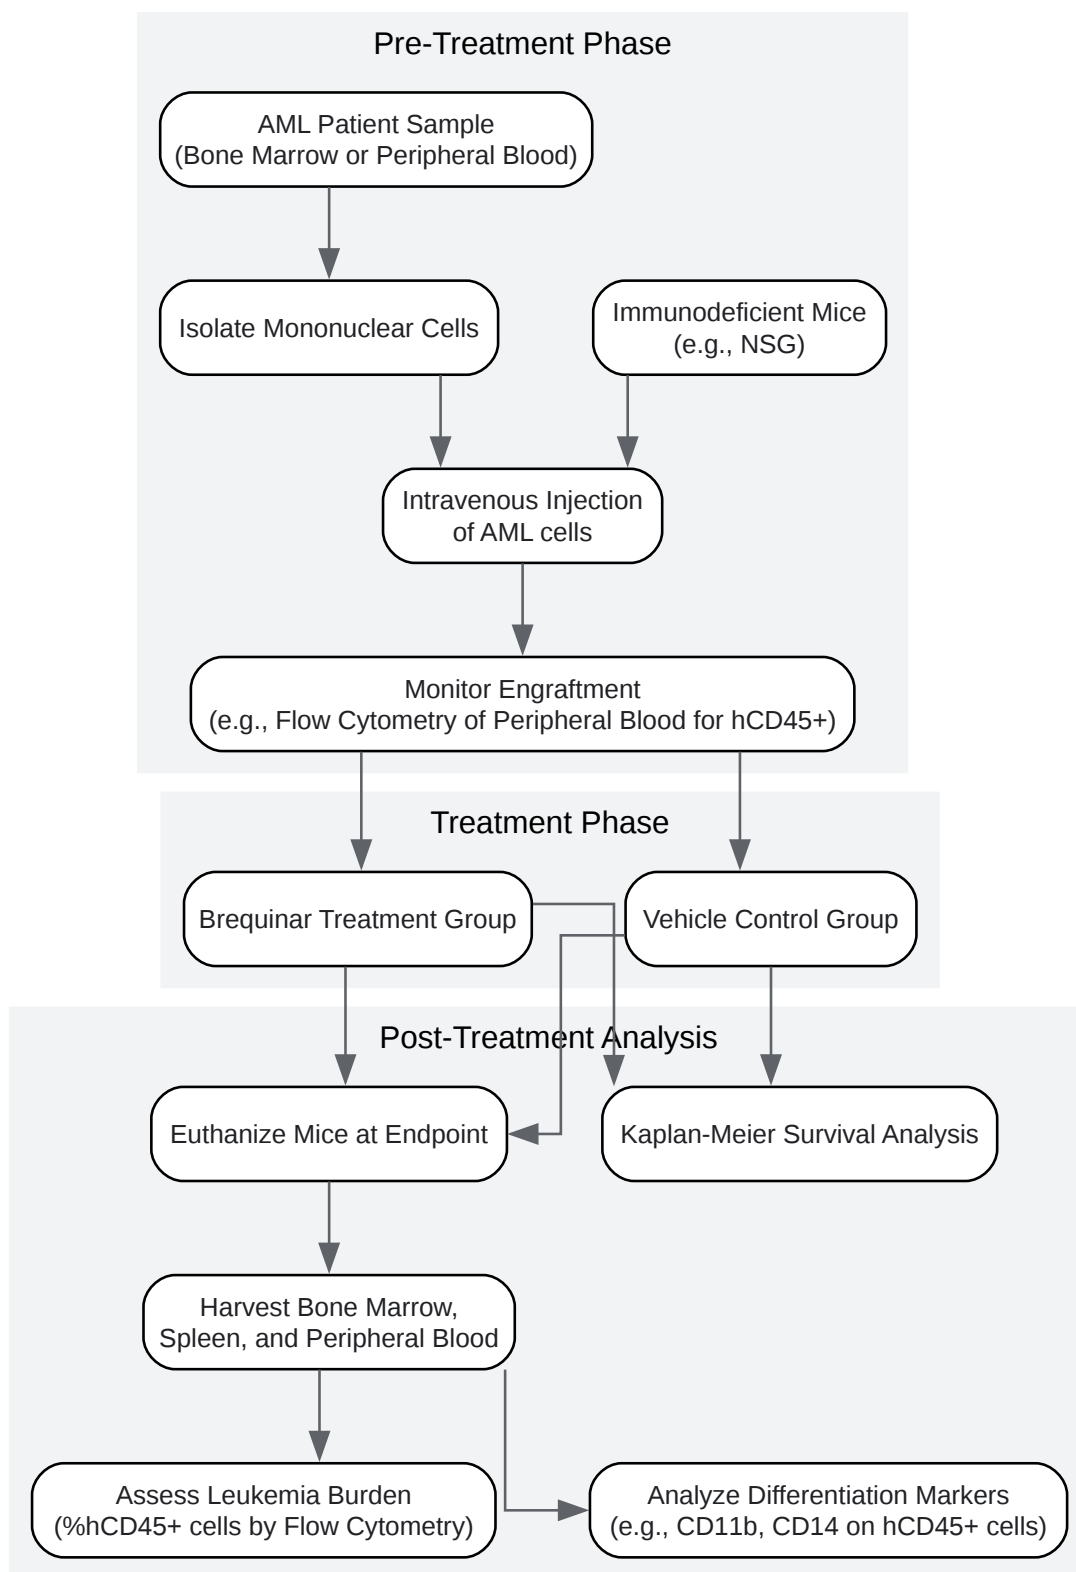 Pre-Treatment Phase
AML Patient Sample
(Bone Marrow or Peripheral Blood)
Isolate Mononuclear Cells
Immunodeficient Mice
(e.g., NSG)
Intravenous Injection
of AML cells
Monitor Engraftment
(e.g., Flow Cytometry of Peripheral Blood for hCD45+)
Treatment Phase
Brequinar Treatment Group
Vehicle Control Group
Post-Treatment Analysis
Euthanize Mice at Endpoint
Kaplan-Meier Survival Analysis
Harvest Bone Marrow,
Spleen, and Peripheral Blood
Assess Leukemia Burden
(%hCD45+ cells by Flow Cytometry)
Analyze Differentiation Markers
(e.g., CD11b, CD14 on hCD45+ cells)